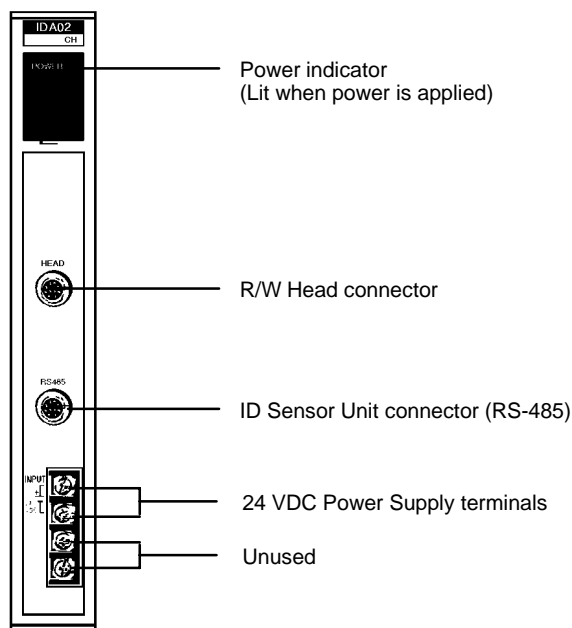 IDA02
CH
POWER
Power indicator
(Lit when power is applied)
HEAD
R/W Head connector
RS485
ID Sensor Unit connector (RS-485)
INPUT
24 VDC Power Supply terminals
Unused